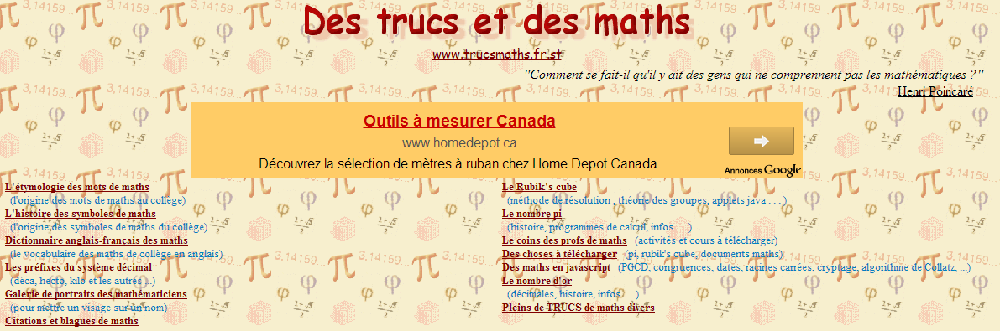 Des trucs et des maths
www.trucsmaths.fr.st
"Comment se fait-il qu'il y ait des gens qui ne comprennent pas les mathématiques ?"
Henri Poincaré
Outils à mesurer Canada
www.homedepot.ca
Découvrez la sélection de mètres à ruban chez Home Depot Canada.
Annonces Google
L'étymologie des mots de maths
(l'origine des mots de maths au collège)
L'histoire des symboles de maths
(l'origine des symboles de maths du collège)
Dictionnaire anglais-français des maths
(le vocabulaire des maths de collège en anglais)
Les préfixes du système décimal
(déca, hecto, kilo et les autres ...)
Galerie de portraits des mathématiciens
(pour mettre un visage sur un nom)
Citations et blagues de maths
Le Rubik's cube
(méthode de résolution , théorie des groupes, applets java . . . )
Le nombre pi
(histoire, programmes de calcul, infos. . . )
Le coins des profs de maths (activités et cours à télécharger)
Des choses à télécharger (pi, rubik's cube, documents maths)
Des maths en javascript (PGCD, congruences, dates, racines carrées, cryptage, algorithme de Collatz, ...)
Le nombre d'or
(décimales, histoire, infos. . . )
Pleins de TRUCS de maths divers